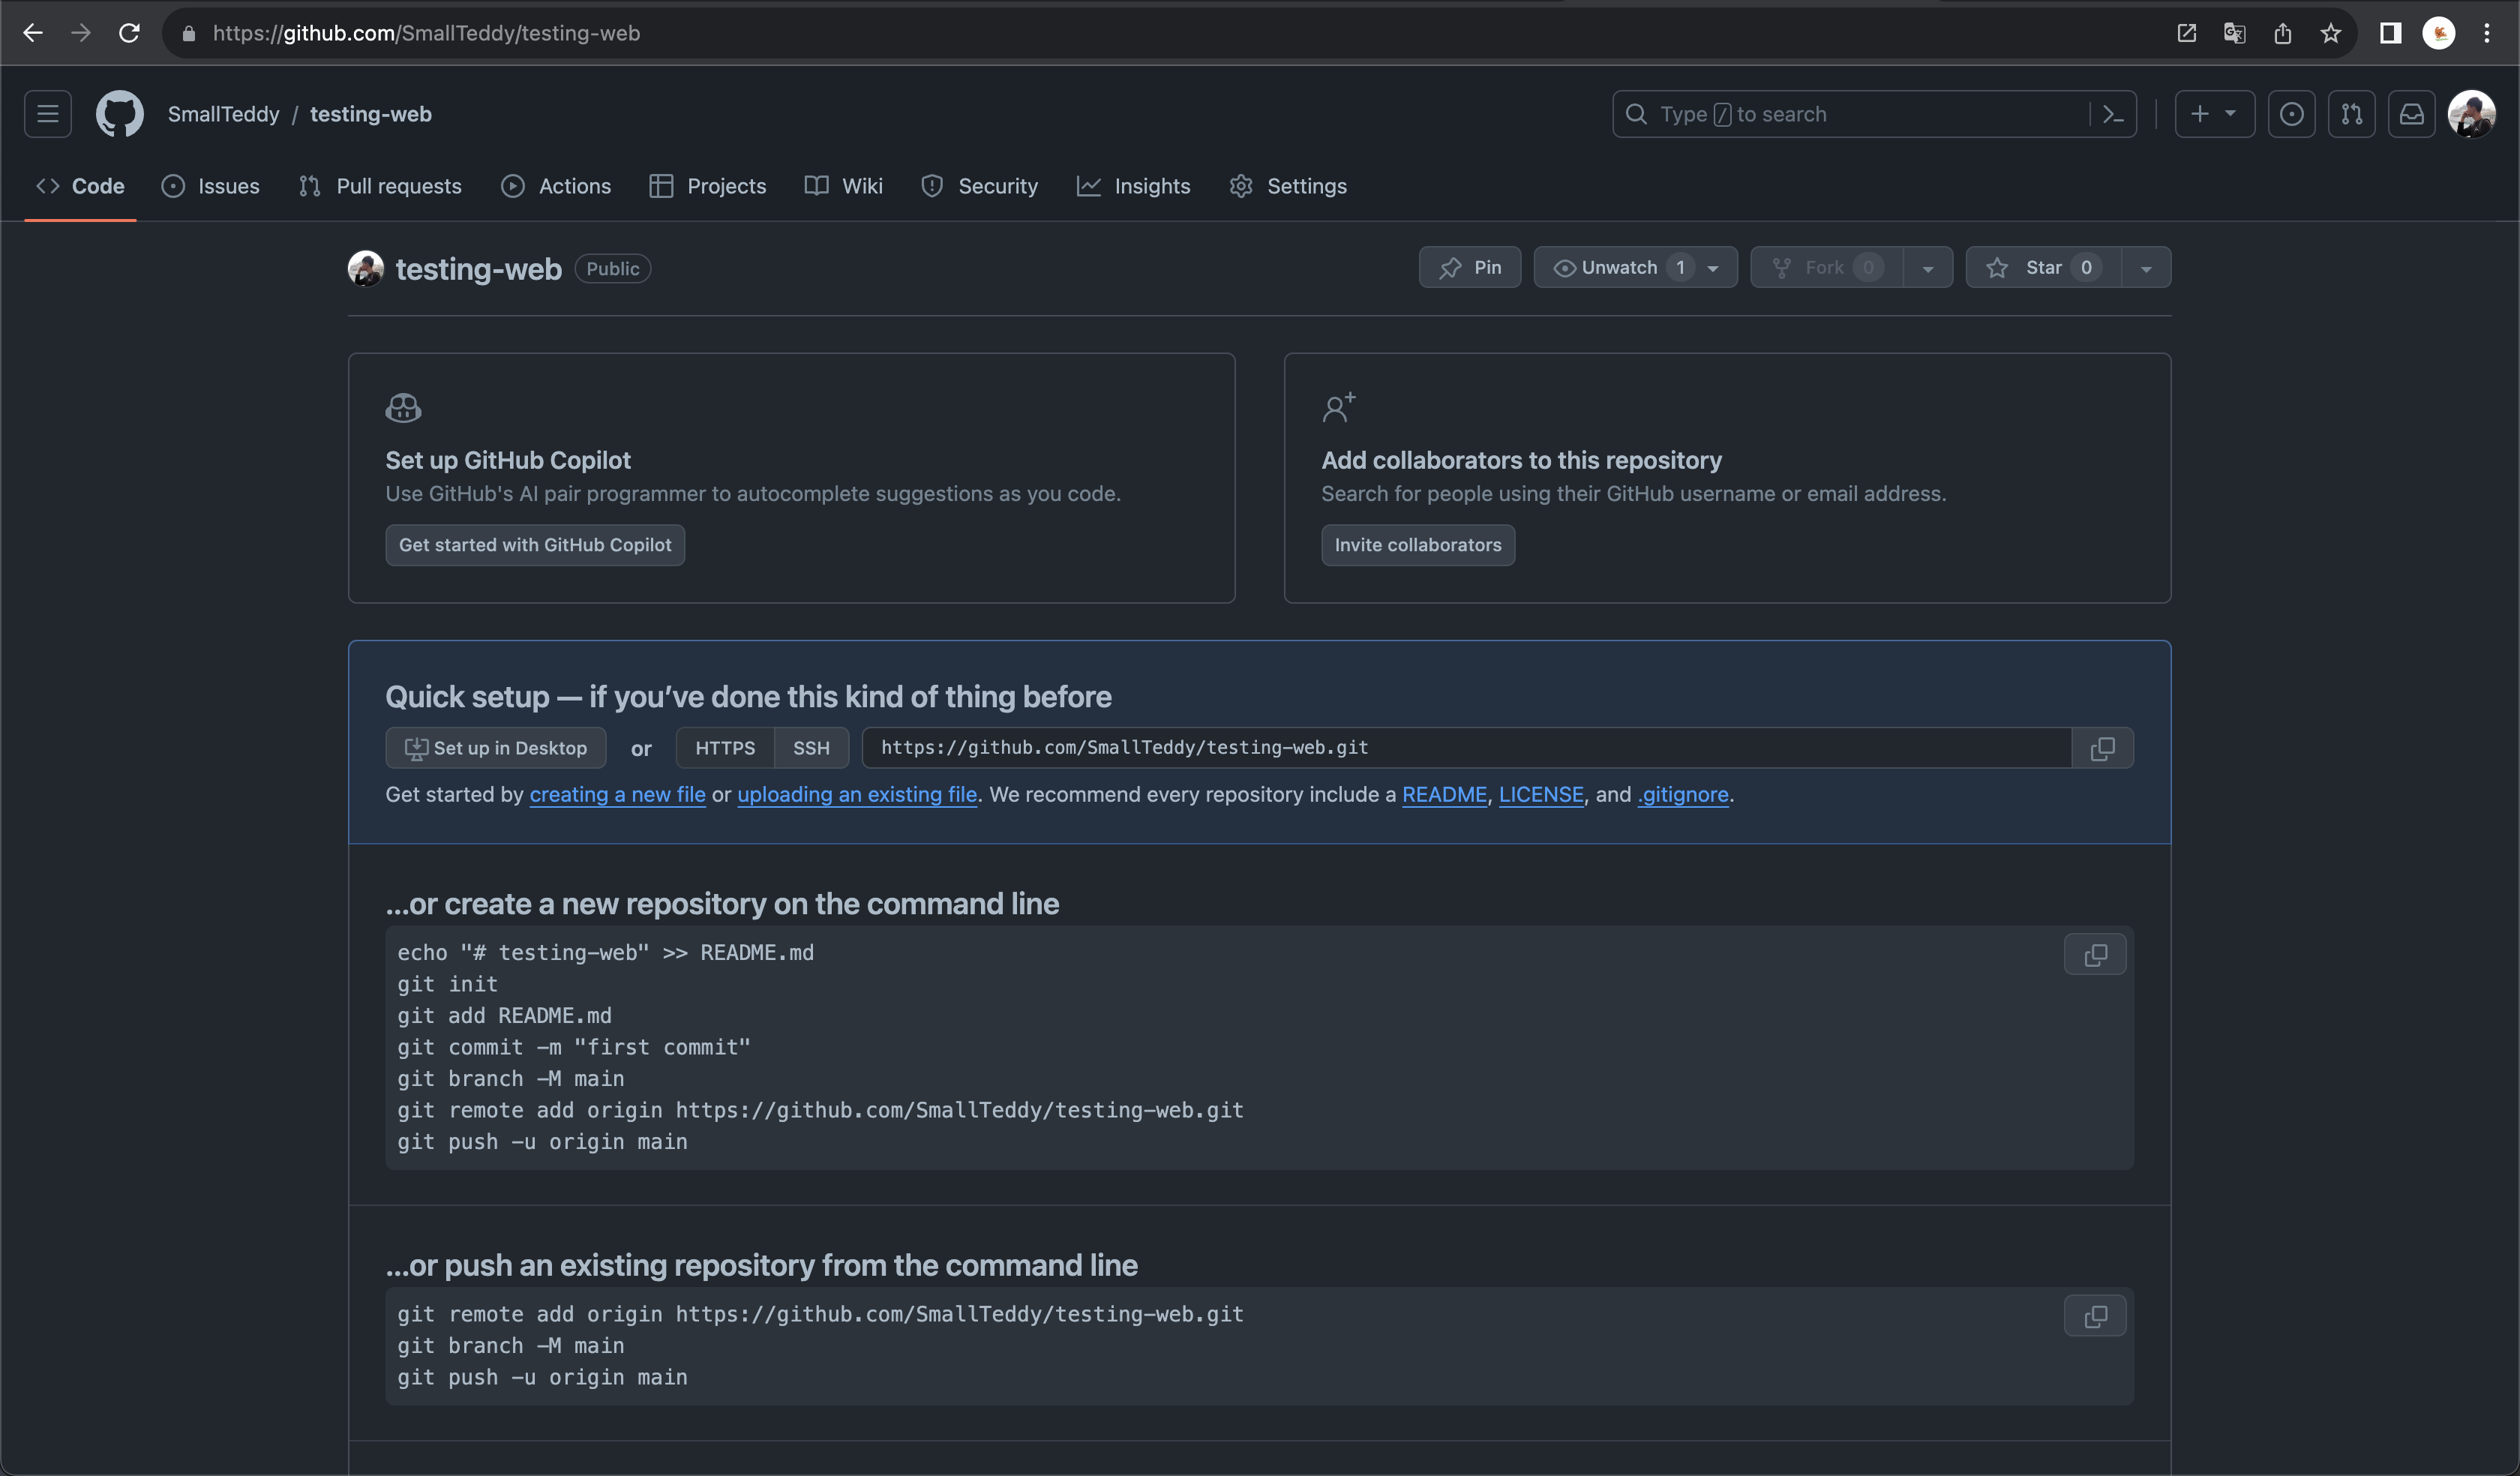 https://github.com/SmallTeddy/testing-web
SmallTeddy / testing-web
Type / to search
Code Issues Pull requests Actions Projects Wiki Security Insights Settings
testing-web Public
Pin Unwatch 1 Fork 0 Star 0
Set up GitHub Copilot
Use GitHub's AI pair programmer to autocomplete suggestions as you code.
Get started with GitHub Copilot
Add collaborators to this repository
Search for people using their GitHub username or email address.
Invite collaborators
Quick setup — if you’ve done this kind of thing before
Set up in Desktop or HTTPS SSH https://github.com/SmallTeddy/testing-web.git
Get started by creating a new file or uploading an existing file. We recommend every repository include a README, LICENSE, and .gitignore.
…or create a new repository on the command line
echo "# testing-web" >> README.md
git init
git add README.md
git commit -m "first commit"
git branch -M main
git remote add origin https://github.com/SmallTeddy/testing-web.git
git push -u origin main
…or push an existing repository from the command line
git remote add origin https://github.com/SmallTeddy/testing-web.git
git branch -M main
git push -u origin main